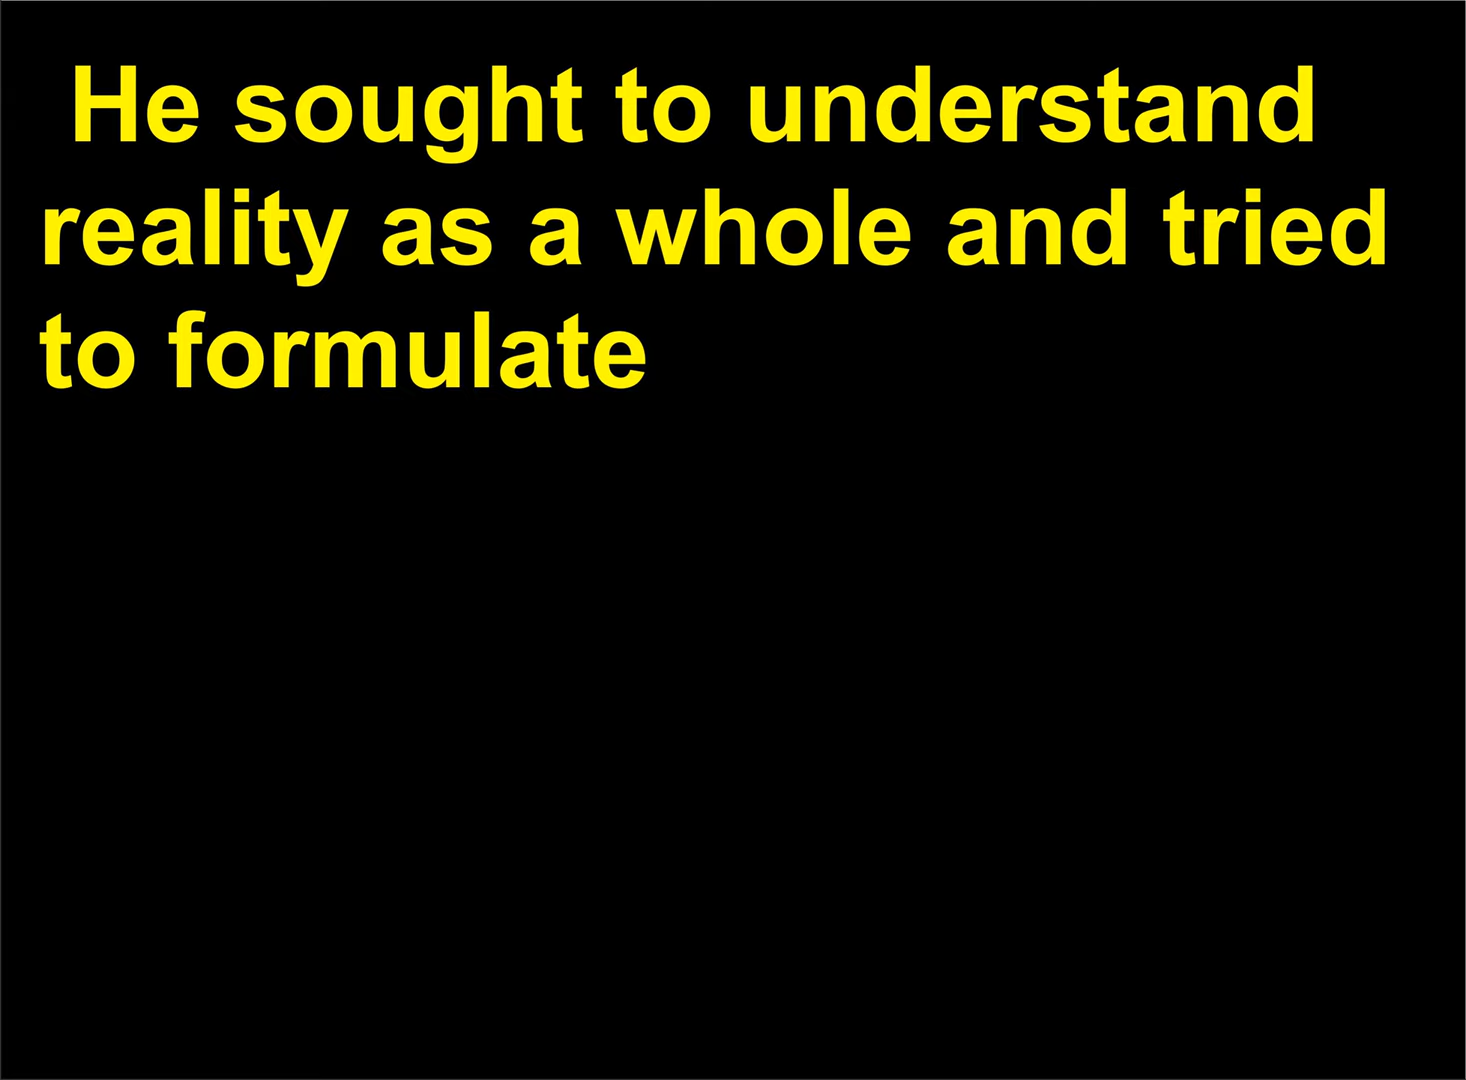 He sought to understand
reality as a whole and tried
to formulate